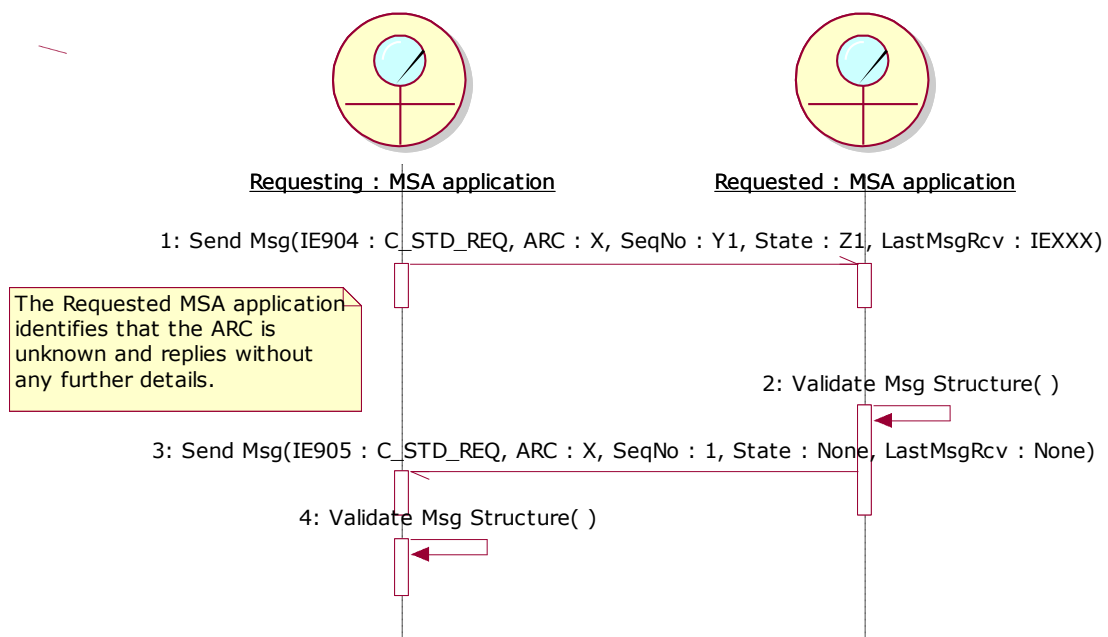 Requesting : MSA application
Requested : MSA application
1: Send Msg(IE904 : C_STD_REQ, ARC : X, SeqNo : Y1, State : Z1, LastMsgRcv : IEXXX)
The Requested MSA application
identifies that the ARC is
unknown and replies without
any further details.
2: Validate Msg Structure( )
3: Send Msg(IE905 : C_STD_REQ, ARC : X, SeqNo : 1, State : None, LastMsgRcv : None)
4: Validate Msg Structure( )